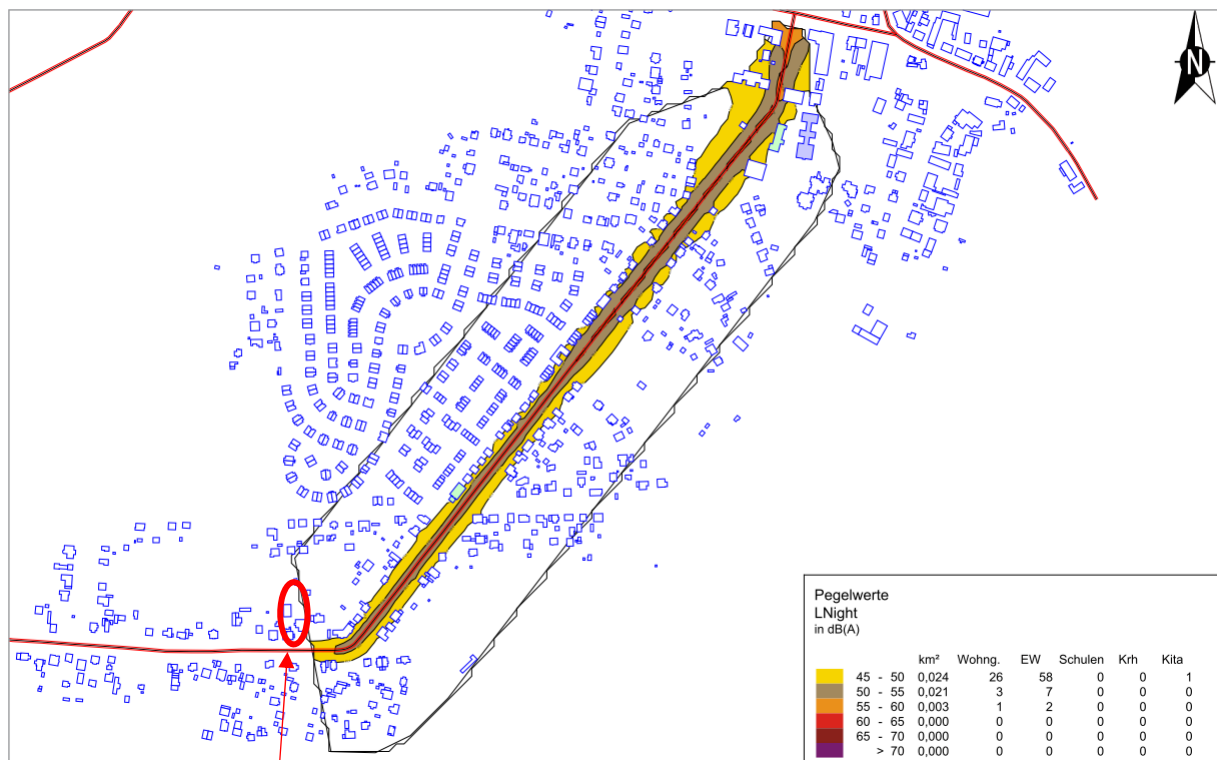 N
Pegelwerte
LNight
in dB(A)
km² Wohng. EW Schulen Krh Kita
45 - 50 0,024 26 58 0 0 1
50 - 55 0,021 3 7 0 0 0
55 - 60 0,003 1 2 0 0 0
60 - 65 0,000 0 0 0 0 0
65 - 70 0,000 0 0 0 0 0
> 70 0,000 0 0 0 0 0